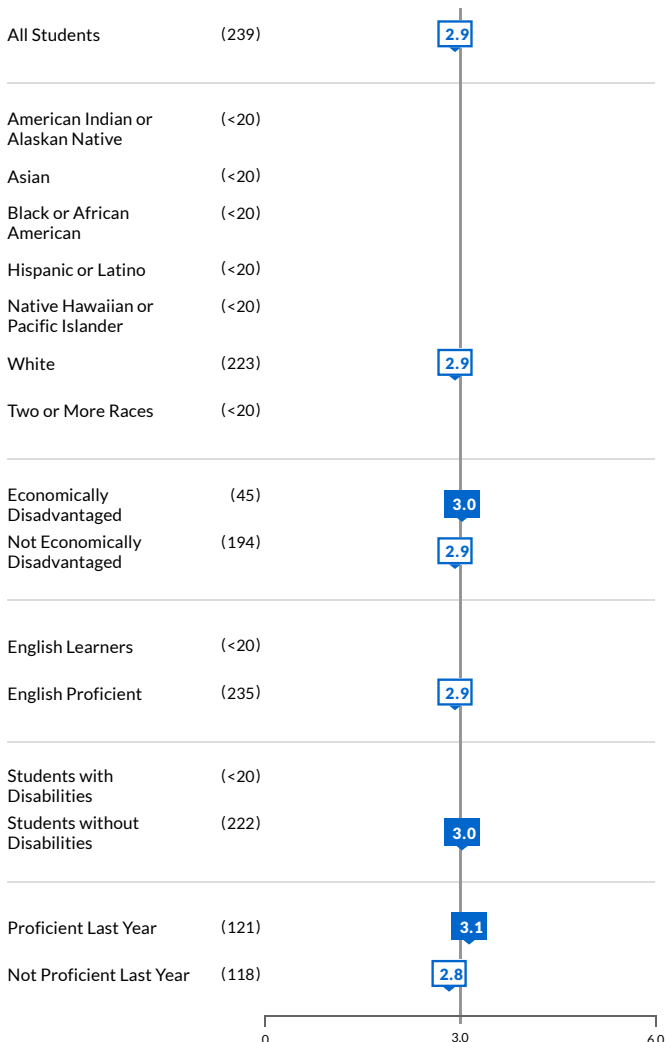 All Students (239) 2.9
American Indian or (<20)
Alaskan Native
Asian (<20)
Black or African (<20)
American
Hispanic or Latino (<20)
Native Hawaiian or (<20)
Pacific Islander
White (223) 2.9
Two or More Races (<20)
Economically (45) 3.0
Disadvantaged
Not Economically (194) 2.9
Disadvantaged
English Learners (<20)
English Proficient (235) 2.9
Students with (<20)
Disabilities
Students without (222) 3.0
Disabilities
Proficient Last Year (121) 3.1
Not Proficient Last Year (118) 2.8
0 3.0 6.0